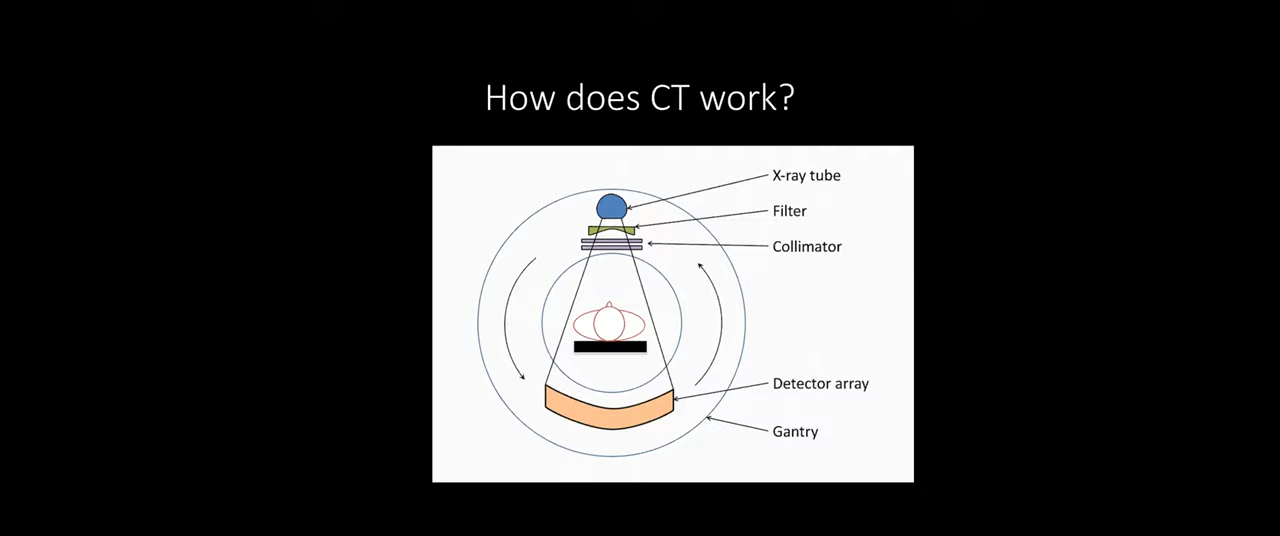 How does CT work?
X-ray tube
Filter
Collimator
Detector array
Gantry